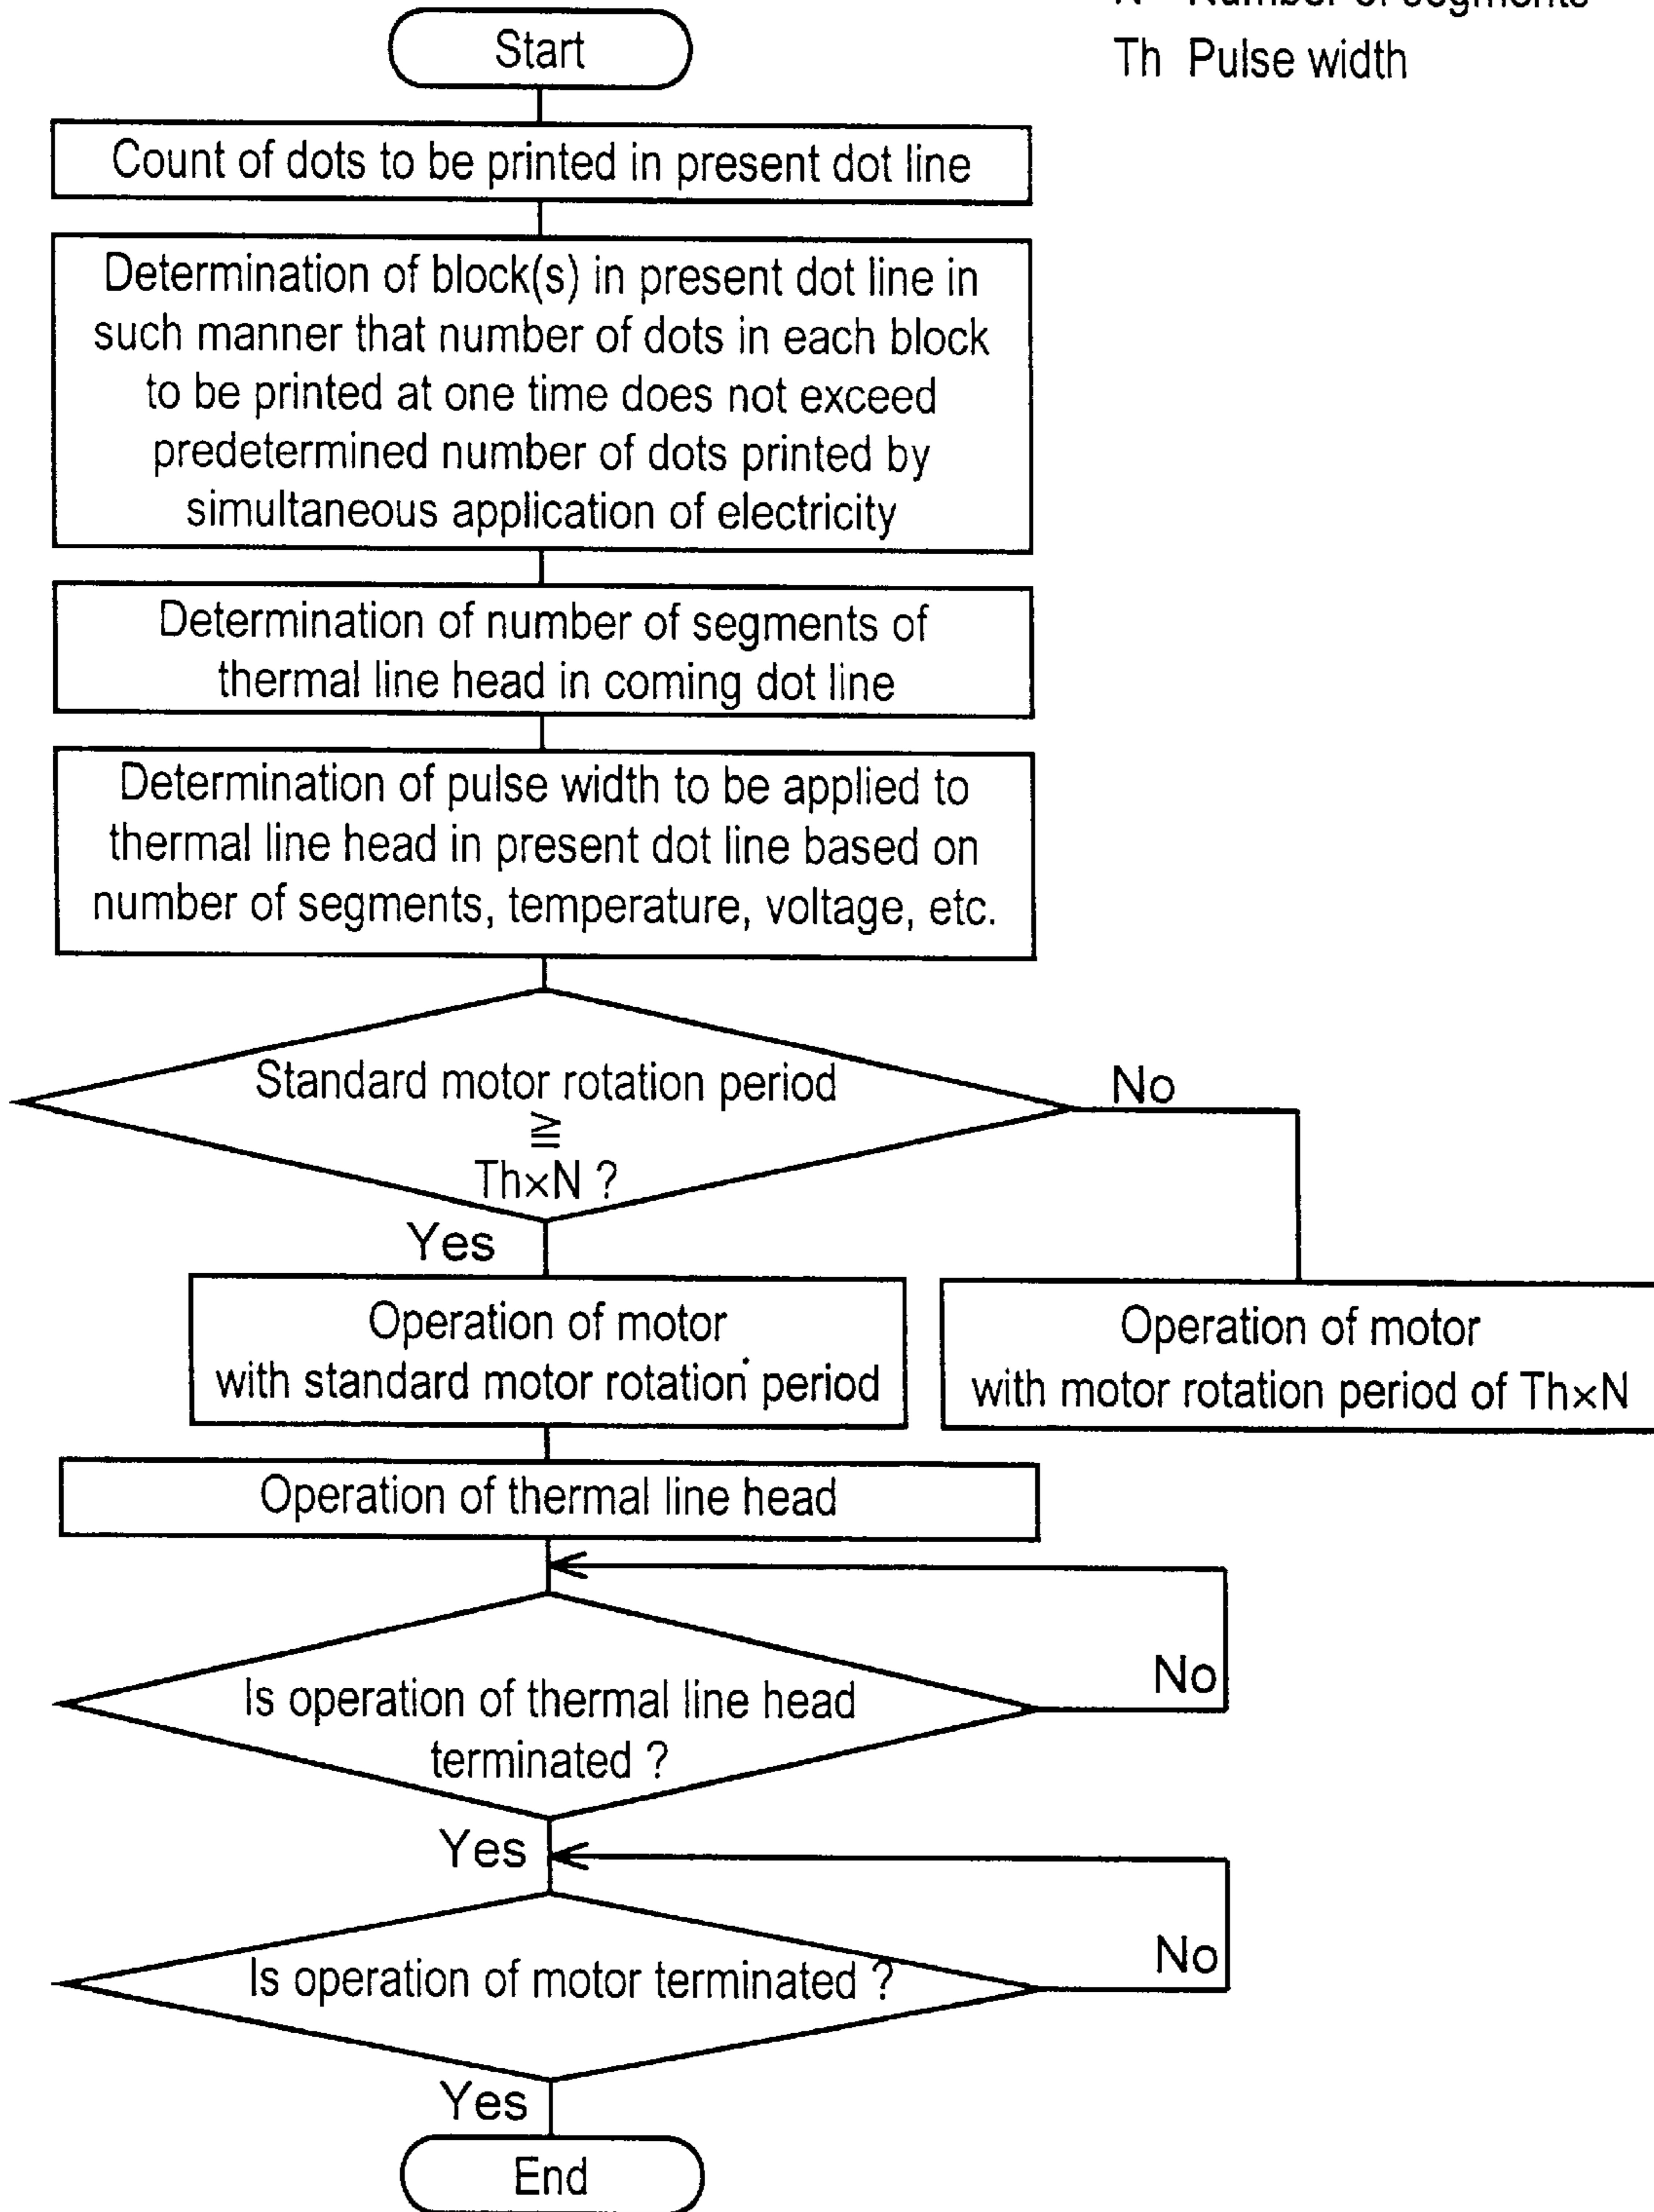 N Number of segments
Th Pulse width
Start
Count of dots to be printed in present dot line
Determination of block(s) in present dot line in
such manner that number of dots in each block
to be printed at one time does not exceed
predetermined number of dots printed by
simultaneous application of electricity
Determination of number of segments of
thermal line head in coming dot line
Determination of pulse width to be applied to
thermal line head in present dot line based on
number of segments, temperature, voltage, etc.
Standard motor rotation period
≧
Th×N ?
No
Yes
Operation of motor
with standard motor rotation period
Operation of motor
with motor rotation period of Th×N
Operation of thermal line head
Is operation of thermal line head
terminated ?
No
Yes
Is operation of motor terminated ?
No
Yes
End